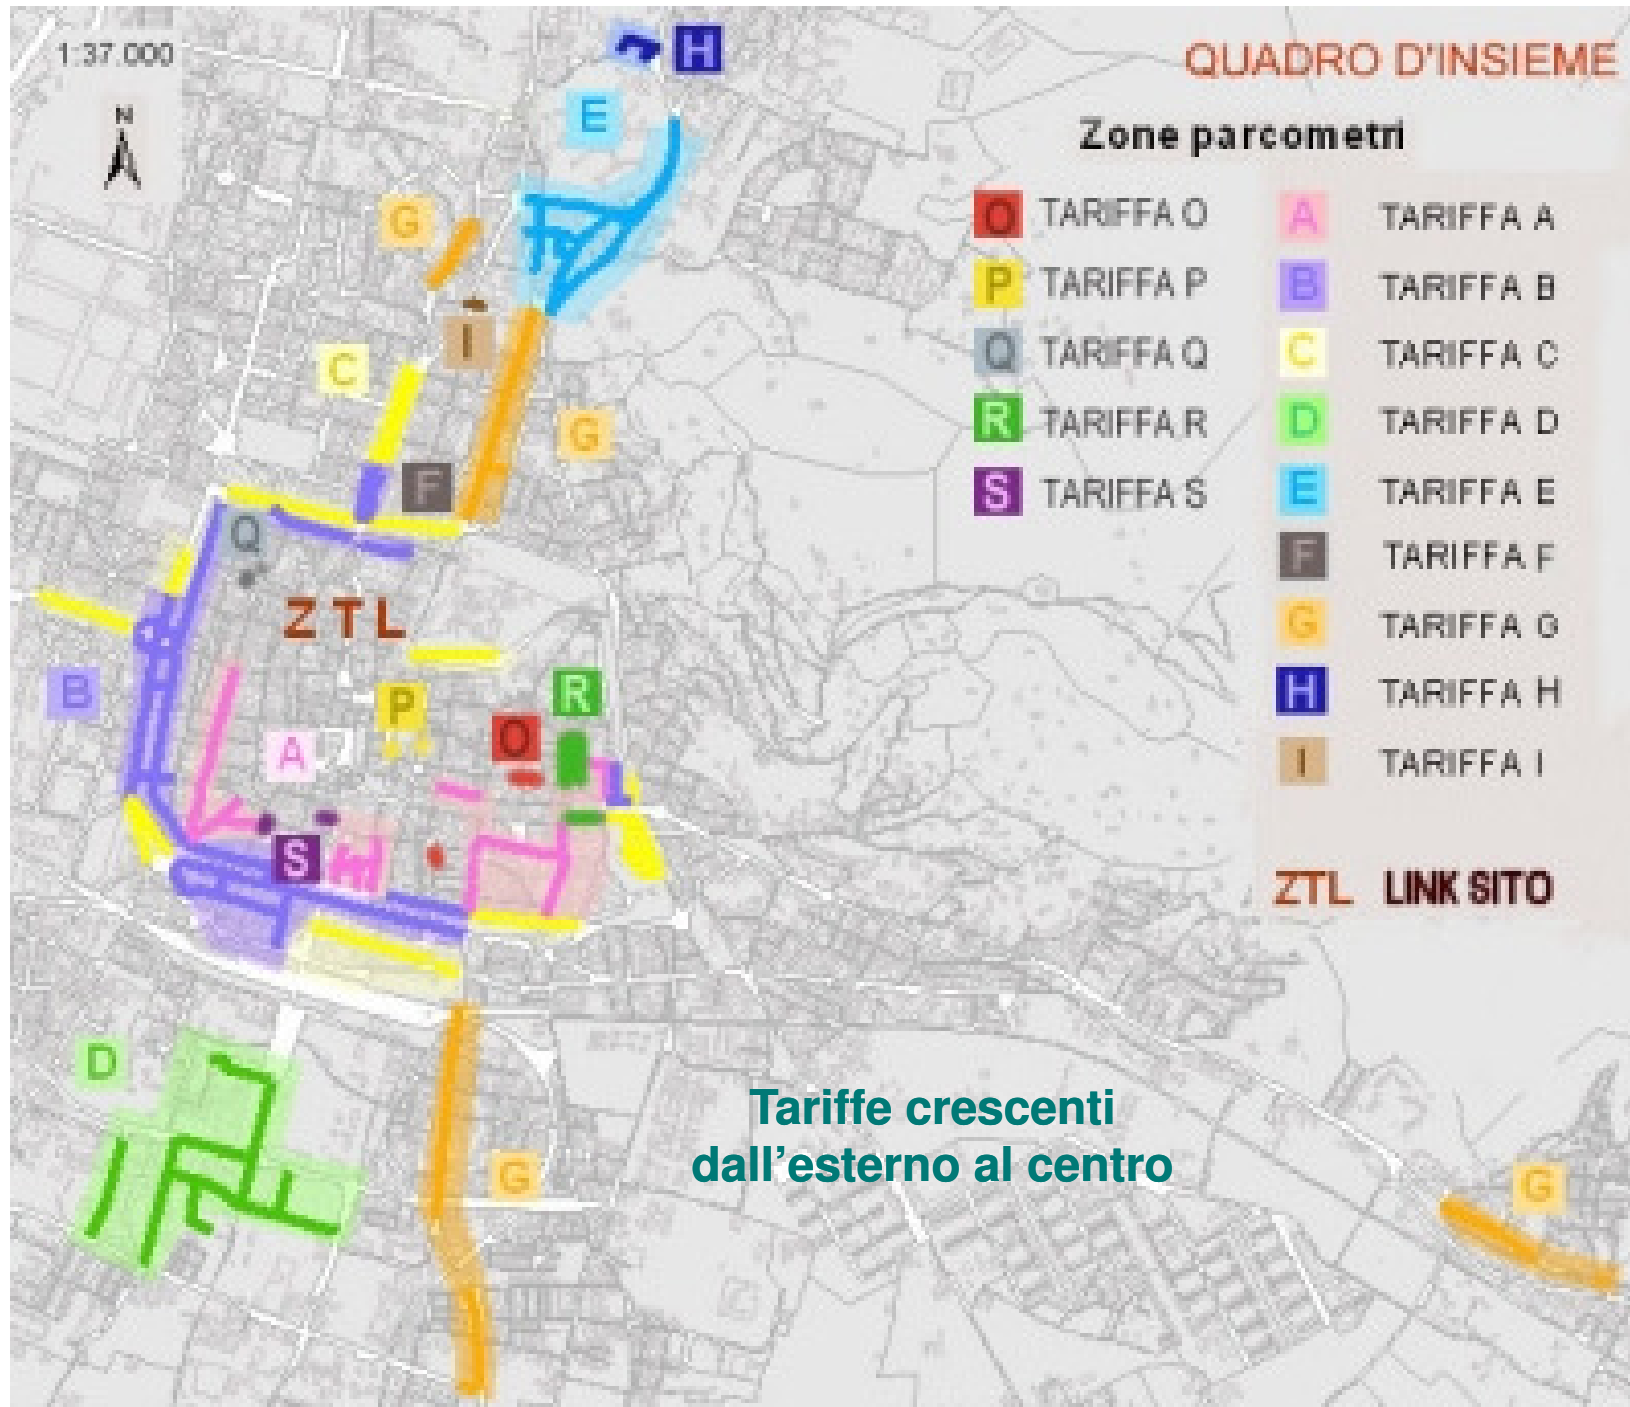 1:37.000
N
QUADRO D'INSIEME
Zone parcometri
O TARIFFA O
P TARIFFA P
Q TARIFFA Q
R TARIFFA R
S TARIFFA S
A TARIFFA A
B TARIFFA B
C TARIFFA C
D TARIFFA D
E TARIFFA E
F TARIFFA F
G TARIFFA G
H TARIFFA H
I TARIFFA I
ZTL LINK SITO
H
E
G
I
C
G
F
Q
ZTL
B
P
R
O
A
S
D
G
G
Tariffe crescenti
dall'esterno al centro